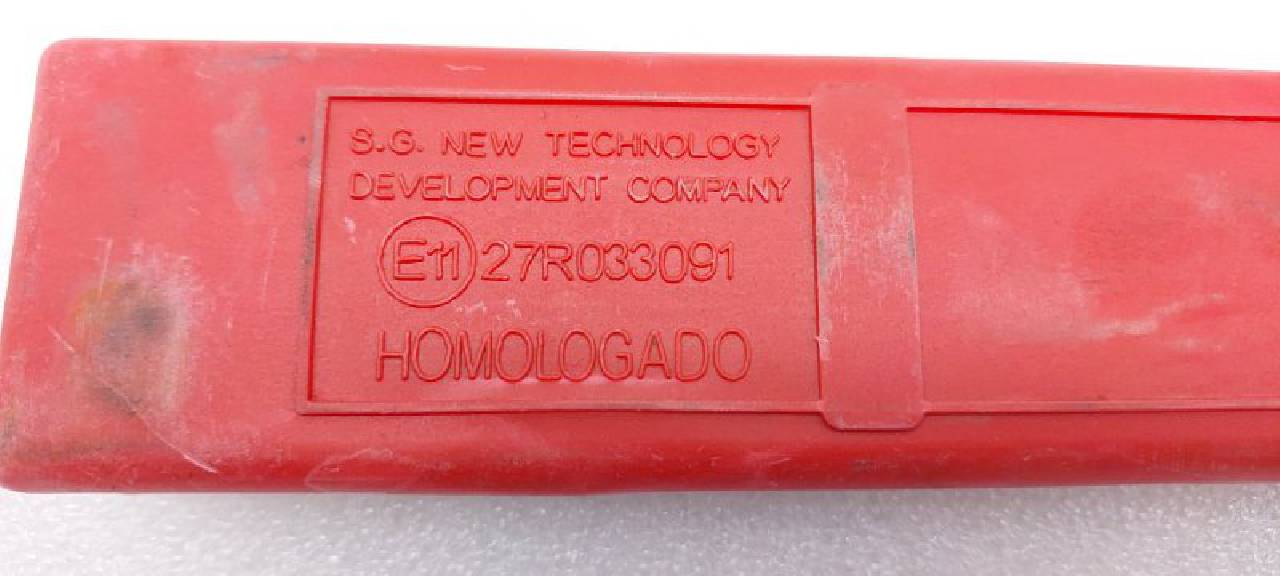 S.G. NEW TECHNOLOGY
DEVELOPMENT COMPANY
E11 27R033091
HOMOLOGADO